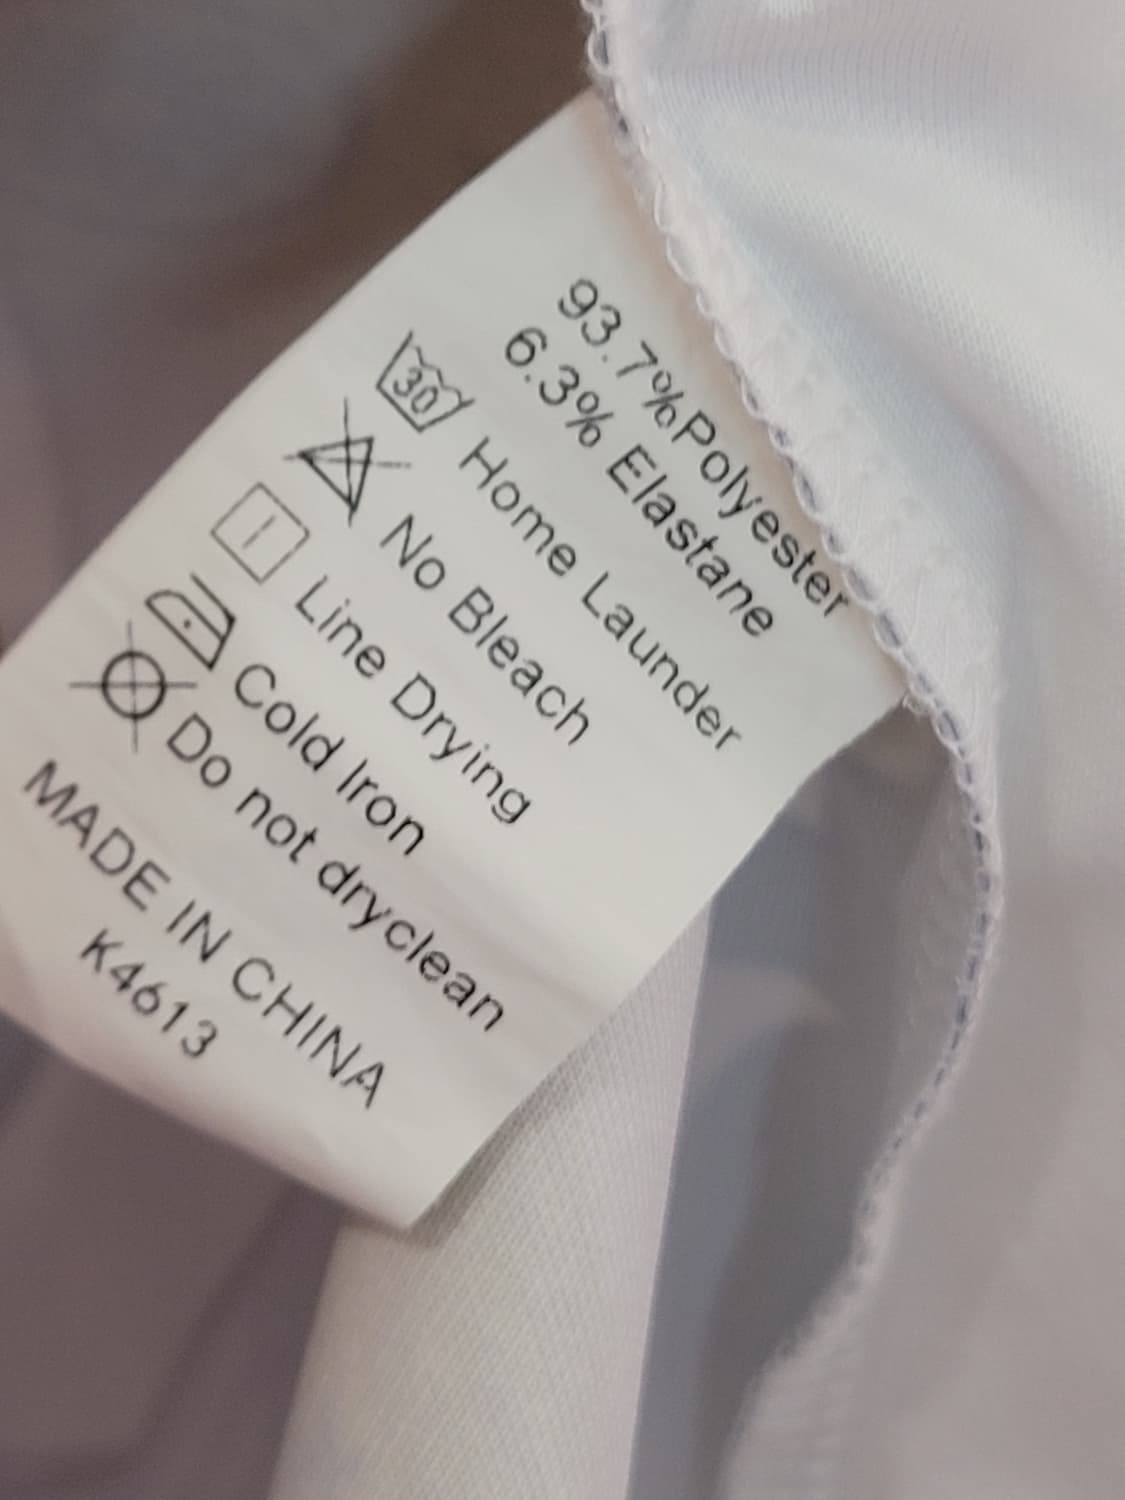 93.7%Polyester
6.3% Elastane
30 Home Launder
No Bleach
Line Drying
Cold Iron
Do not dryclean
MADE IN CHINA
K4613